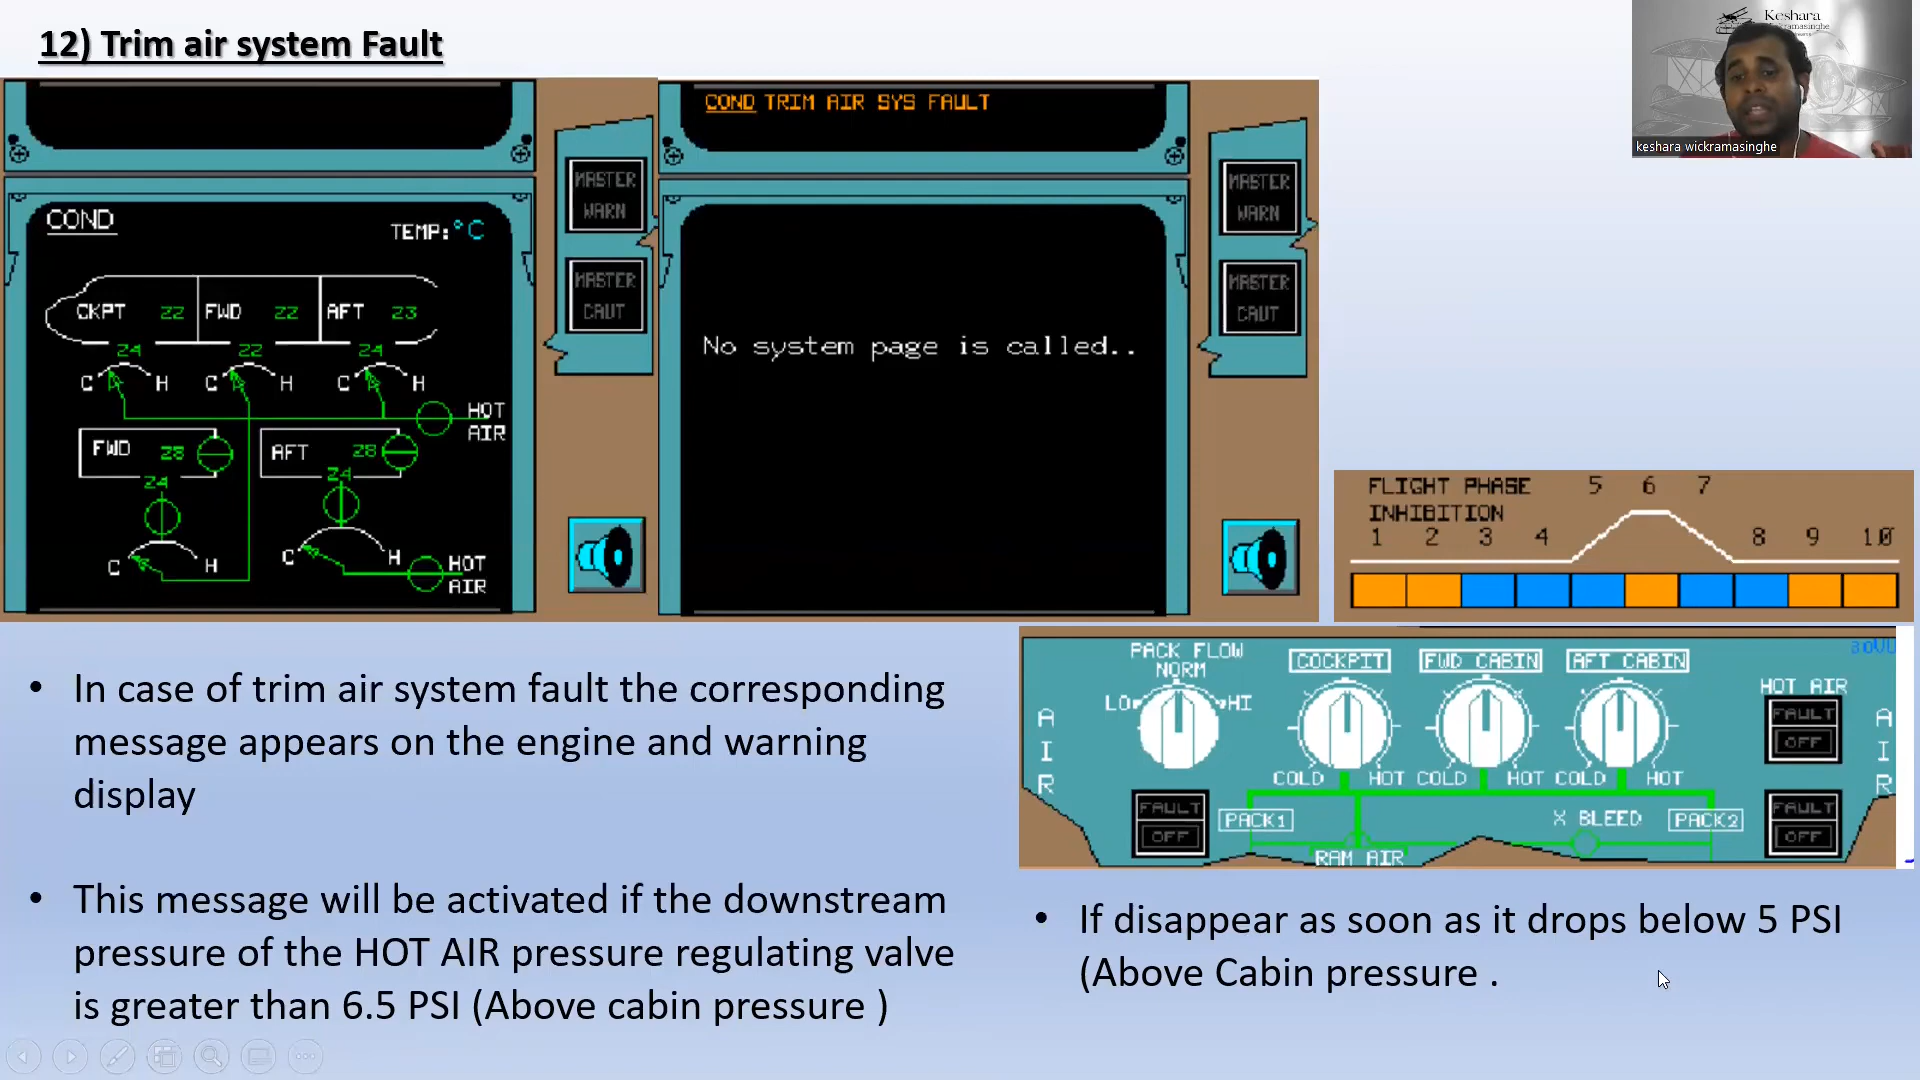 12) Trim air system Fault
Keshara
keshara wickramasinghe
COND TRIM AIR SYS FAULT
MASTER
WARN
MASTER
CAUT
MASTER
WARN
MASTER
CAUT
COND
TEMP:°C
CKPT 22 FWD 22 AFT 23
24 22 24
C H C H C H
HOT
AIR
FWD 28 AFT 28
24 24
C H C H
HOT
AIR
No system page is called..
FLIGHT PHASE 5 6 7
INHIBITION
1 2 3 4 8 9 10
30VU
PACK FLOW
NORM
LO HI
COCKPIT FWD CABIN AFT CABIN
HOT AIR
FAULT
OFF
AIR
AIR
COLD HOT COLD HOT COLD HOT
FAULT
OFF
PACK1
X BLEED
PACK2
FAULT
OFF
RAM AIR
• In case of trim air system fault the corresponding
message appears on the engine and warning
display
• This message will be activated if the downstream
pressure of the HOT AIR pressure regulating valve
is greater than 6.5 PSI (Above cabin pressure )
• If disappear as soon as it drops below 5 PSI
(Above Cabin pressure .